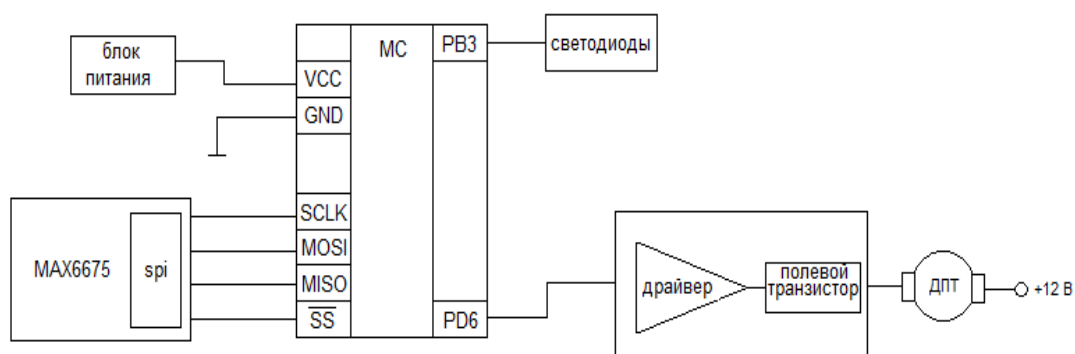 блок
питания
VCC
GND
SCLK
MOSI
MISO
SS
MC
PB3
PD6
светодиоды
MAX6675
spi
драйвер
полевой
транзистор
ДПТ
+12 В